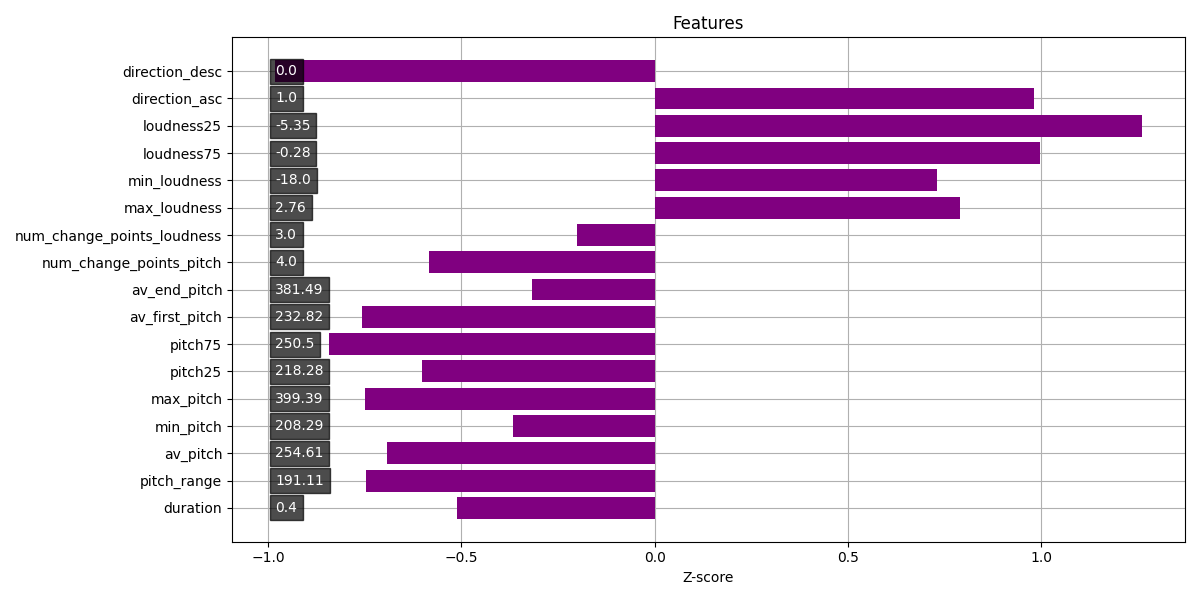 Features
direction_desc 0.0
direction_asc 1.0
loudness25 -5.35
loudness75 -0.28
min_loudness -18.0
max_loudness 2.76
num_change_points_loudness 3.0
num_change_points_pitch 4.0
av_end_pitch 381.49
av_first_pitch 232.82
pitch75 250.5
pitch25 218.28
max_pitch 399.39
min_pitch 208.29
av_pitch 254.61
pitch_range 191.11
duration 0.4
−1.0 −0.5 0.0 0.5 1.0
Z-score